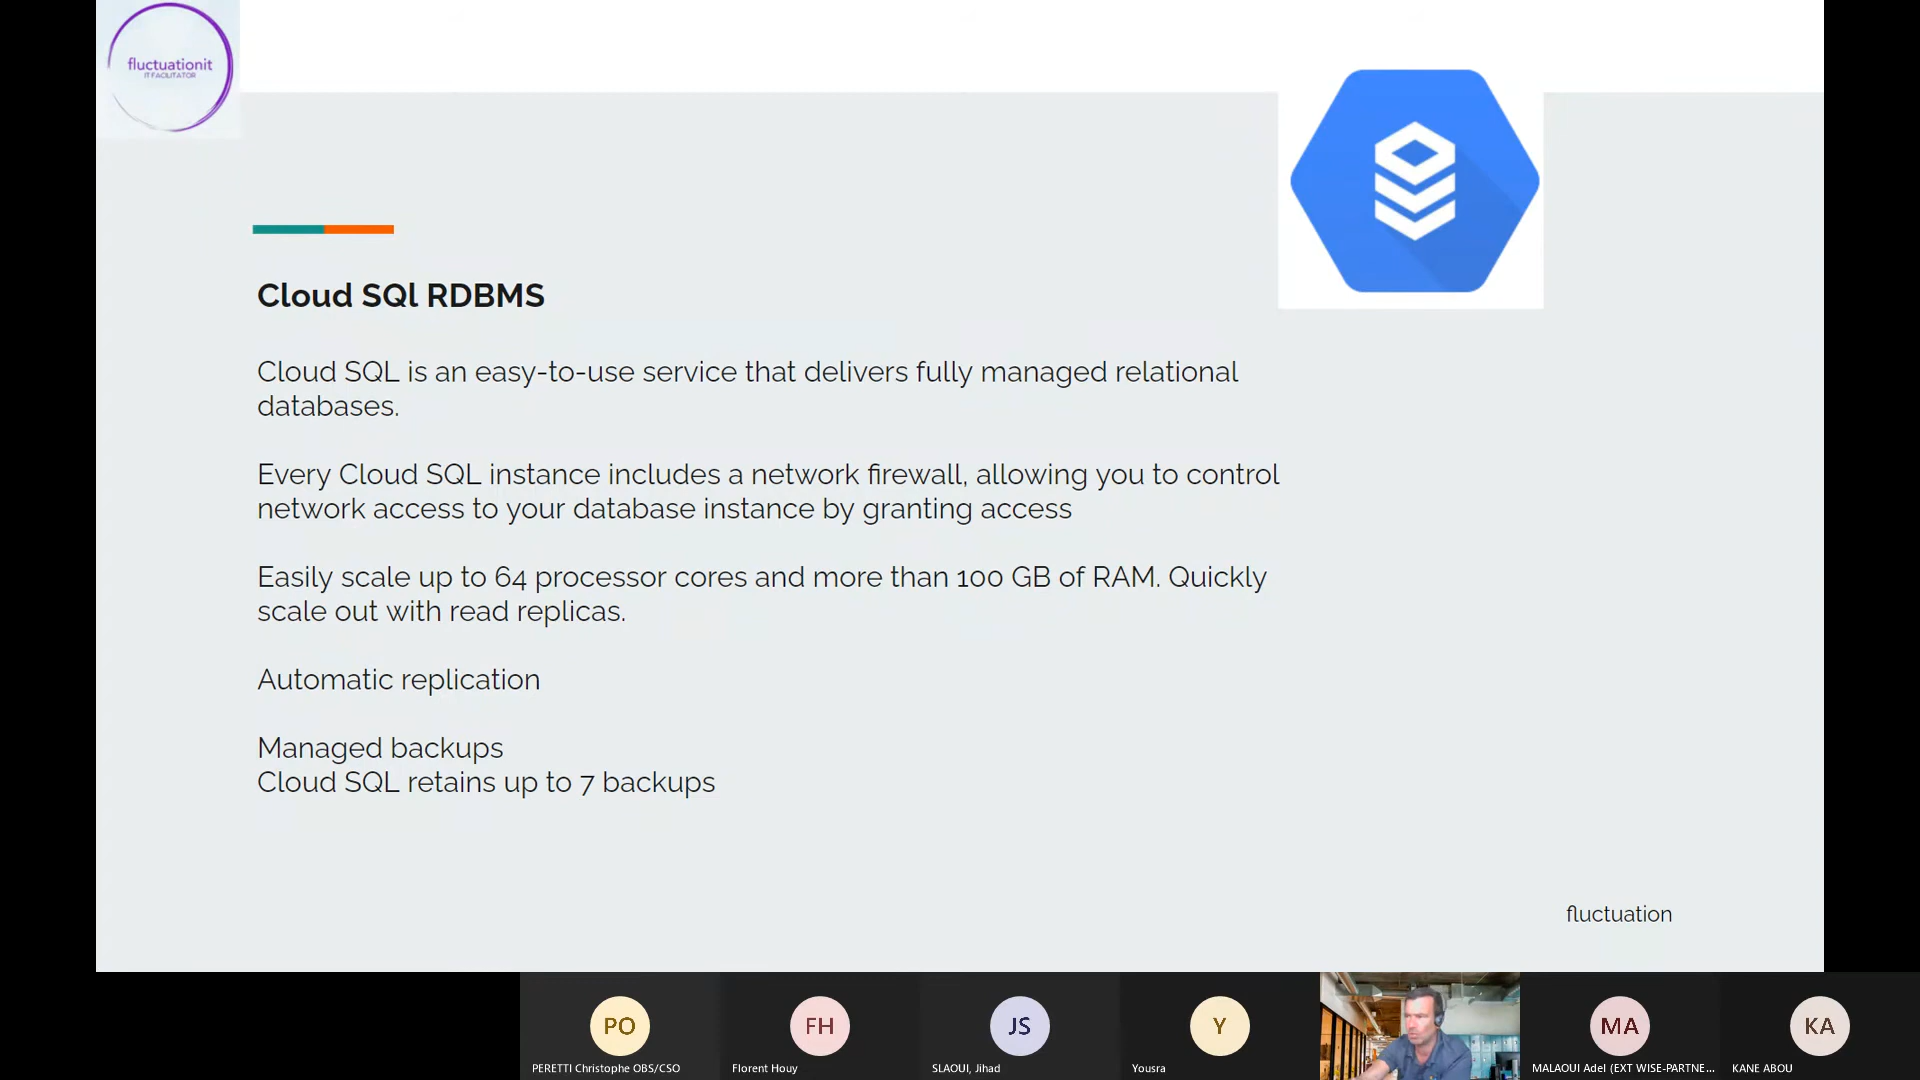 fluctuationit
IT FACILITATOR
Cloud SQl RDBMS
Cloud SQL is an easy-to-use service that delivers fully managed relational
databases.
Every Cloud SQL instance includes a network firewall, allowing you to control
network access to your database instance by granting access
Easily scale up to 64 processor cores and more than 100 GB of RAM. Quickly
scale out with read replicas.
Automatic replication
Managed backups
Cloud SQL retains up to 7 backups
fluctuation
PO
FH
JS
Y
MA
KA
PERETTI Christophe OBS/CSO
Florent Houy
SLAOUI, Jihad
Yousra
MALAOUI Adel (EXT WISE-PARTNE...
KANE ABOU